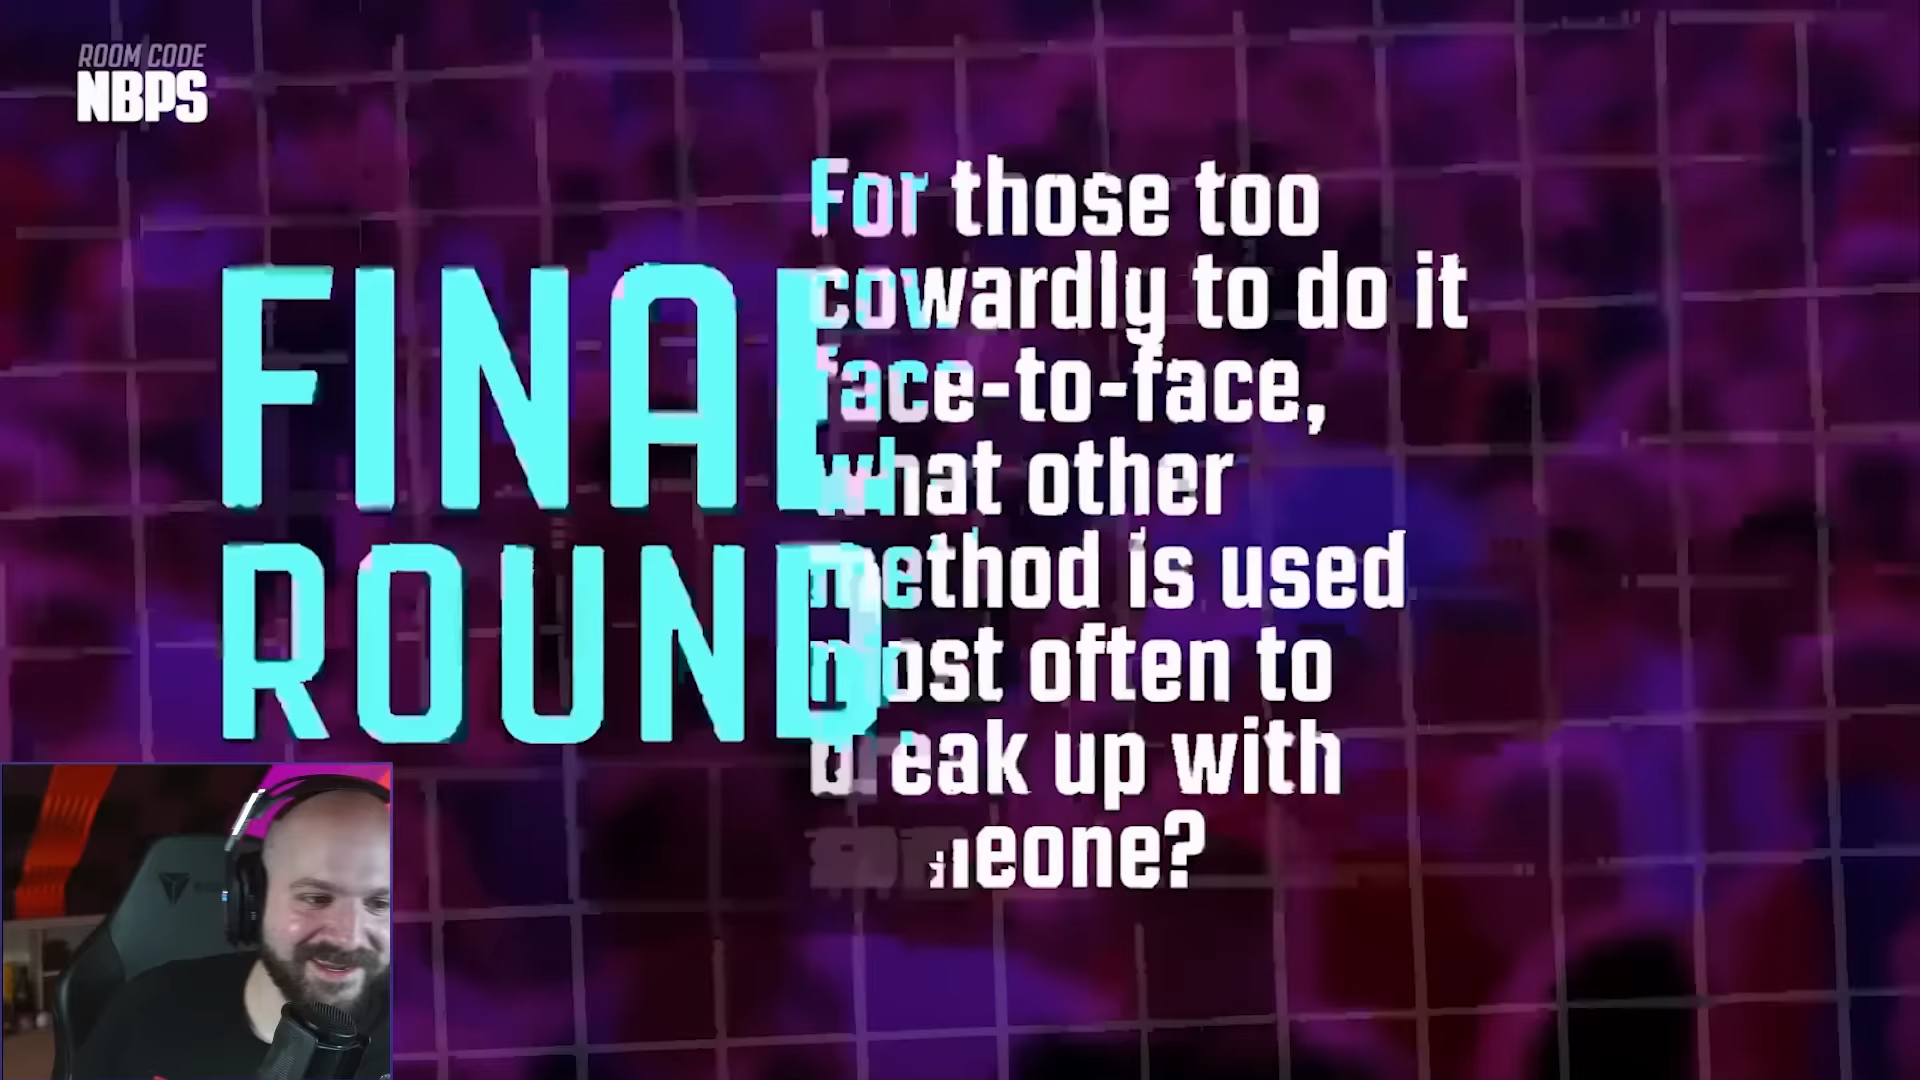 ROOM CODE
NBPS
FINAL
ROUND
For those too
cowardly to do it
face-to-face,
what other
method is used
most often to
break up with
someone?